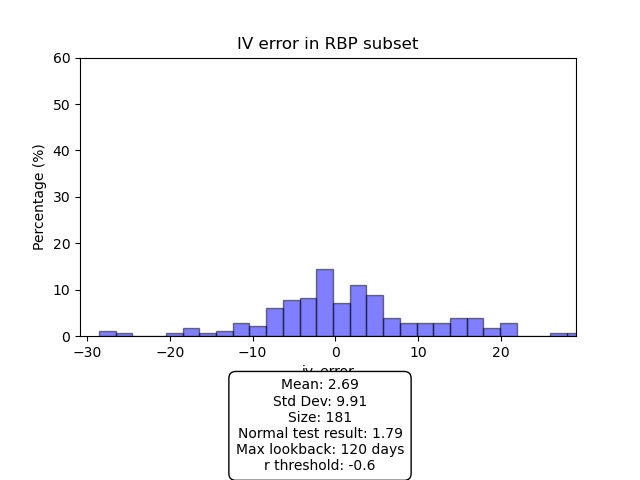 IV error in RBP subset
60
50
40
30
20
10
0
Percentage (%)
−30
−20
−10
0
10
20
iv_error
Mean: 2.69
Std Dev: 9.91
Size: 181
Normal test result: 1.79
Max lookback: 120 days
r threshold: -0.6